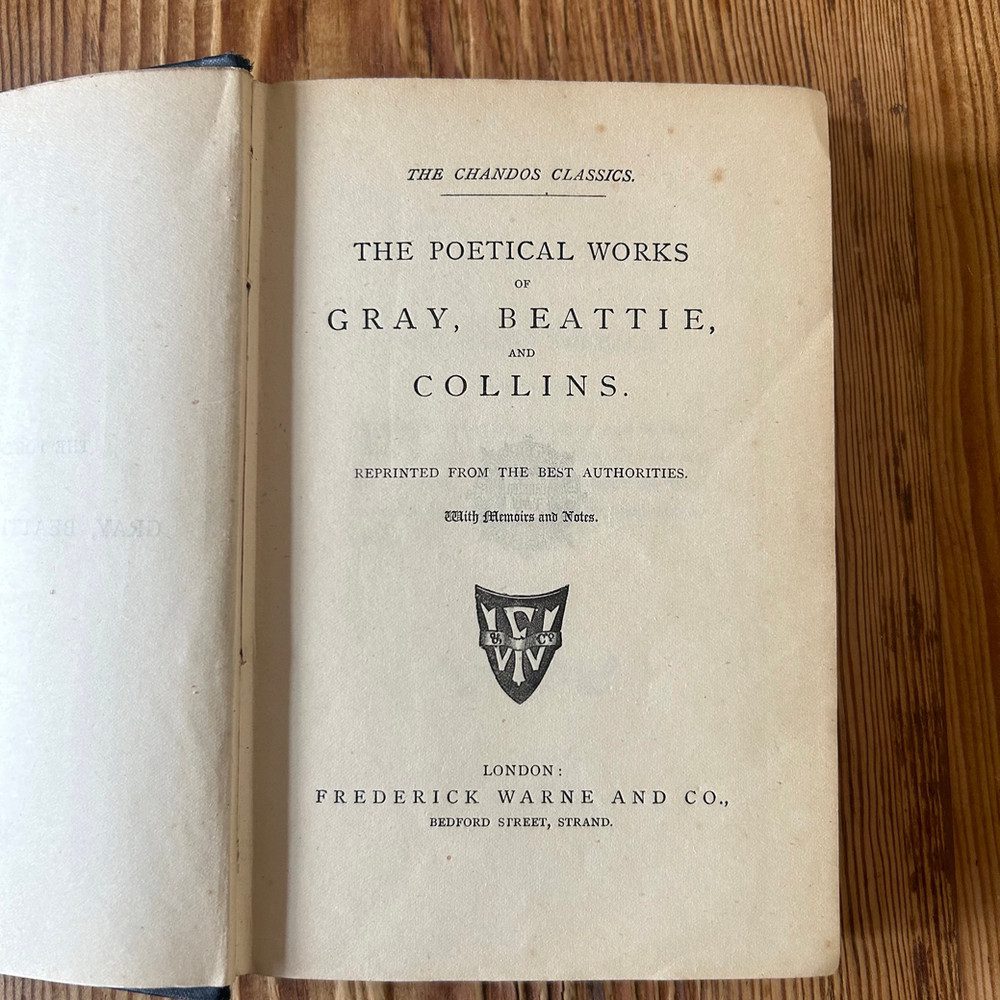 THE CHANDOS CLASSICS.
THE POETICAL WORKS
OF
GRAY, BEATTIE,
AND
COLLINS.
REPRINTED FROM THE BEST AUTHORITIES.
With Memoirs and Notes.
F W & Co
LONDON:
FREDERICK WARNE AND CO.,
BEDFORD STREET, STRAND.